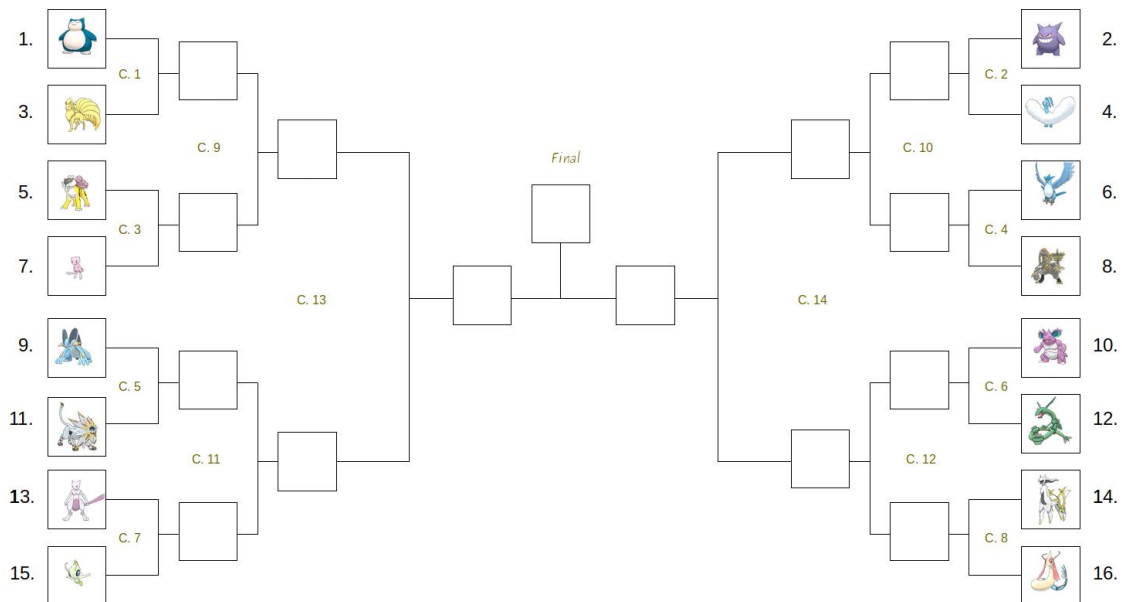 1.
C. 1
3.
C. 9
5.
C. 3
7.
C. 13
9.
C. 5
11.
C. 11
13.
C. 7
15.
Final
2.
C. 2
4.
C. 10
6.
C. 4
8.
C. 14
10.
C. 6
12.
C. 12
14.
C. 8
16.